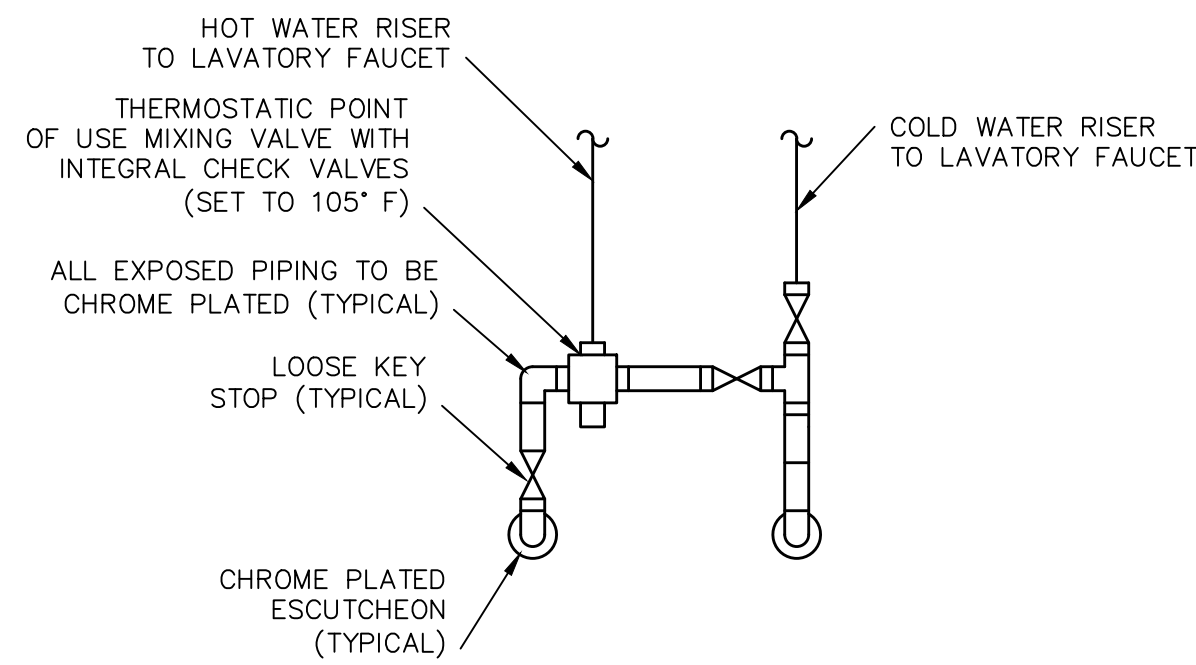 HOT WATER RISER
TO LAVATORY FAUCET
THERMOSTATIC POINT
OF USE MIXING VALVE WITH
INTEGRAL CHECK VALVES
(SET TO 105° F)
ALL EXPOSED PIPING TO BE
CHROME PLATED (TYPICAL)
LOOSE KEY
STOP (TYPICAL)
CHROME PLATED
ESCUTCHEON
(TYPICAL)
COLD WATER RISER
TO LAVATORY FAUCET